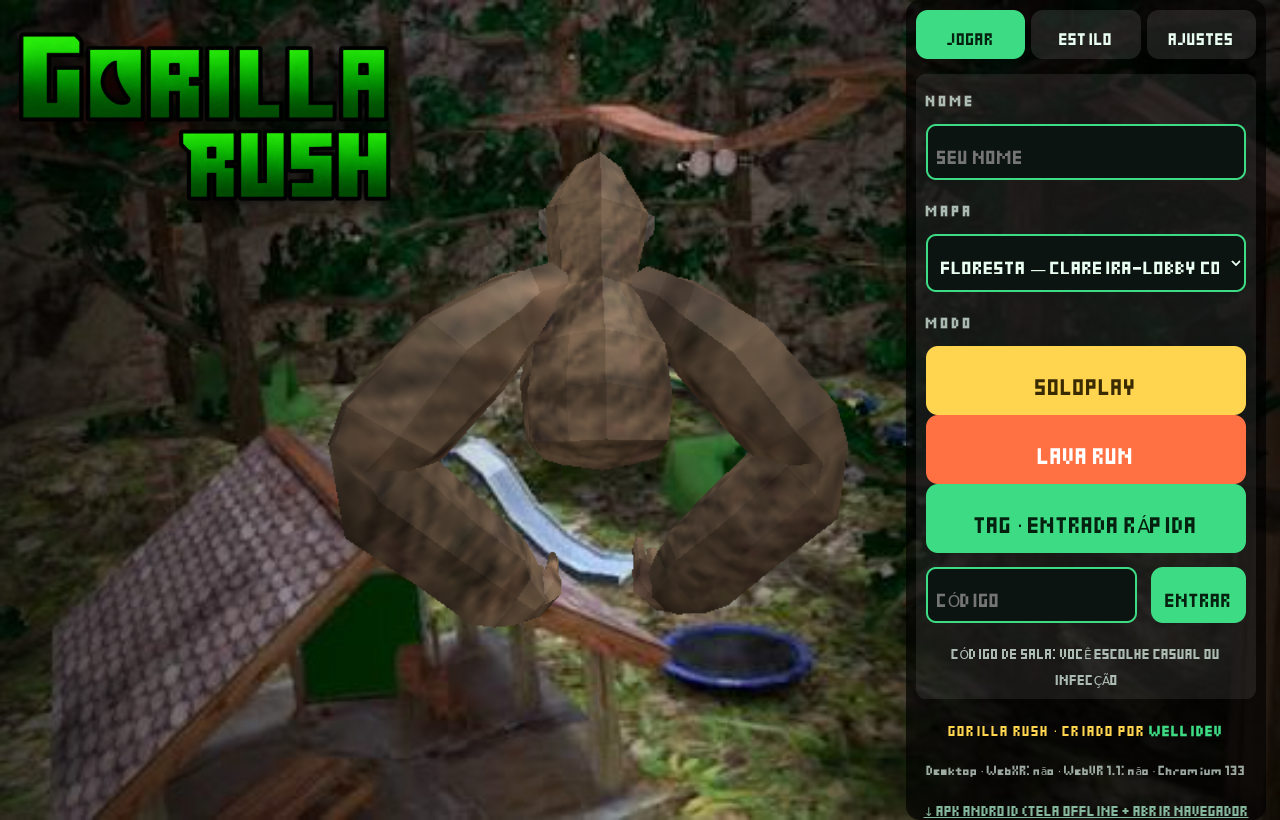 GORILLA
RUSH
JOGAR
ESTILO
AJUSTES
NOME
SEU NOME
MAPA
FLORESTA — CLAREIRA-LOBBY CO
MODO
SOLOPLAY
LAVA RUN
TAG · ENTRADA RÁPIDA
CÓDIGO
ENTRAR
CÓDIGO DE SALA: VOCÊ ESCOLHE CASUAL OU
INFECÇÃO
GORILLA RUSH · CRIADO POR WELLIDEV
Desktop · WebXR: não · WebVR 1.1: não · Chromium 133
↓ APK ANDROID (TELA OFFLINE + ABRIR NAVEGADOR